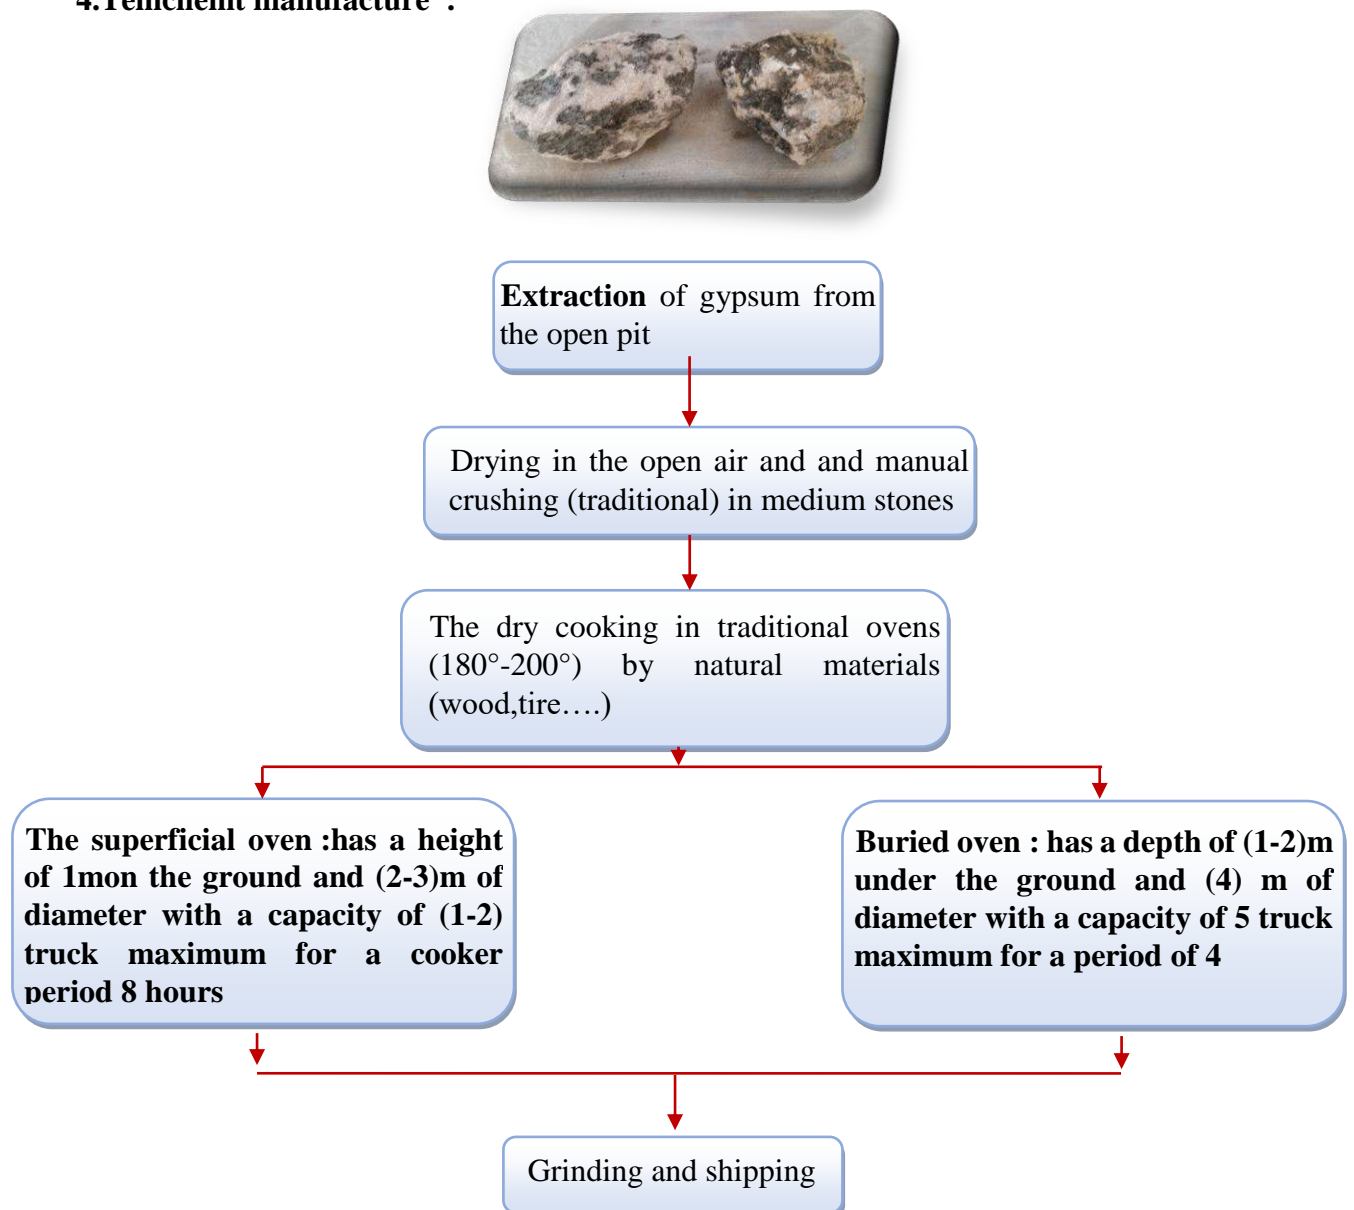 4.Temchemt manufacture :
Extraction of gypsum from
the open pit
Drying in the open air and and manual
crushing (traditional) in medium stones
The dry cooking in traditional ovens
(180°-200°) by natural materials
(wood,tire….)
The superficial oven :has a height
of 1mon the ground and (2-3)m of
diameter with a capacity of (1-2)
truck maximum for a cooker
period 8 hours
Buried oven : has a depth of (1-2)m
under the ground and (4) m of
diameter with a capacity of 5 truck
maximum for a period of 4
Grinding and shipping